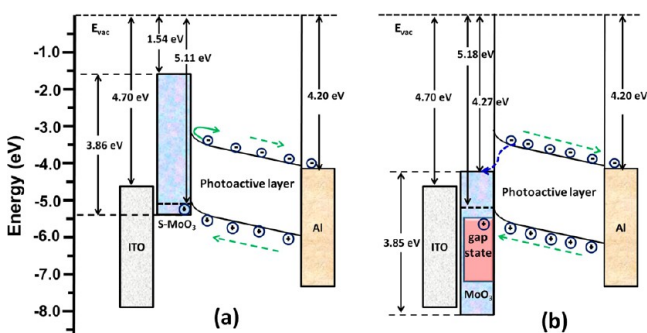 (a)
E_vac
1.54 eV
5.11 eV
4.70 eV
4.20 eV
3.86 eV
Photoactive layer
S-MoO₃
ITO
Al
Energy (eV)
-1.0
-2.0
-3.0
-4.0
-5.0
-6.0
-7.0
-8.0
(a)
(b)
E_vac
5.18 eV
4.70 eV
4.27 eV
4.20 eV
3.85 eV
Photoactive layer
ITO
gap
state
MoO₃
Al
(b)